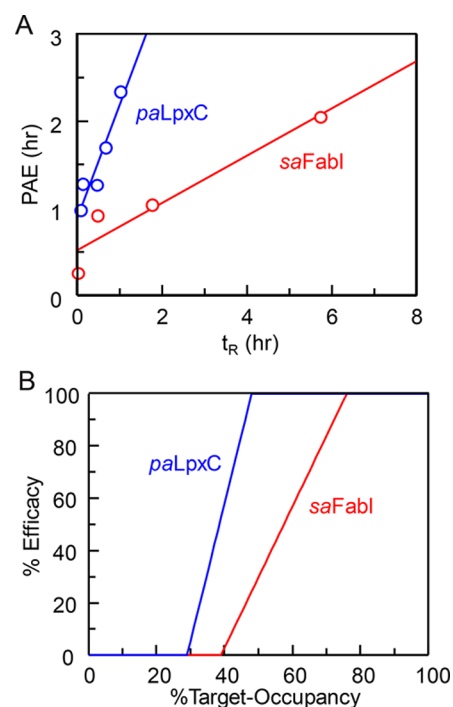 A
3
2
1
0
PAE (hr)
paLpxC
saFabI
0 2 4 6 8
tR (hr)
B
100
80
60
40
20
0
% Efficacy
paLpxC
saFabI
0 20 40 60 80 100
%Target-Occupancy